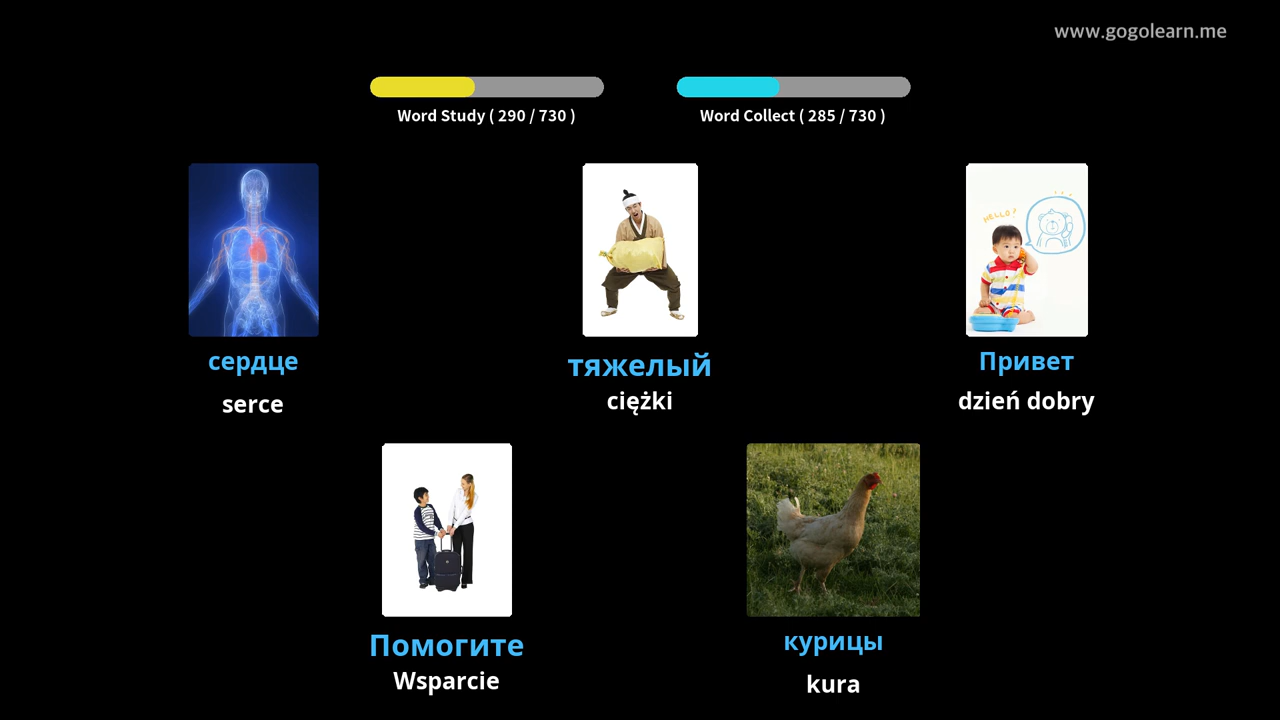 www.gogolearn.me
Word Study ( 290 / 730 )
Word Collect ( 285 / 730 )
HELLO?
сердце
тяжелый
Привет
serce
ciężki
dzień dobry
Помогите
курицы
Wsparcie
kura